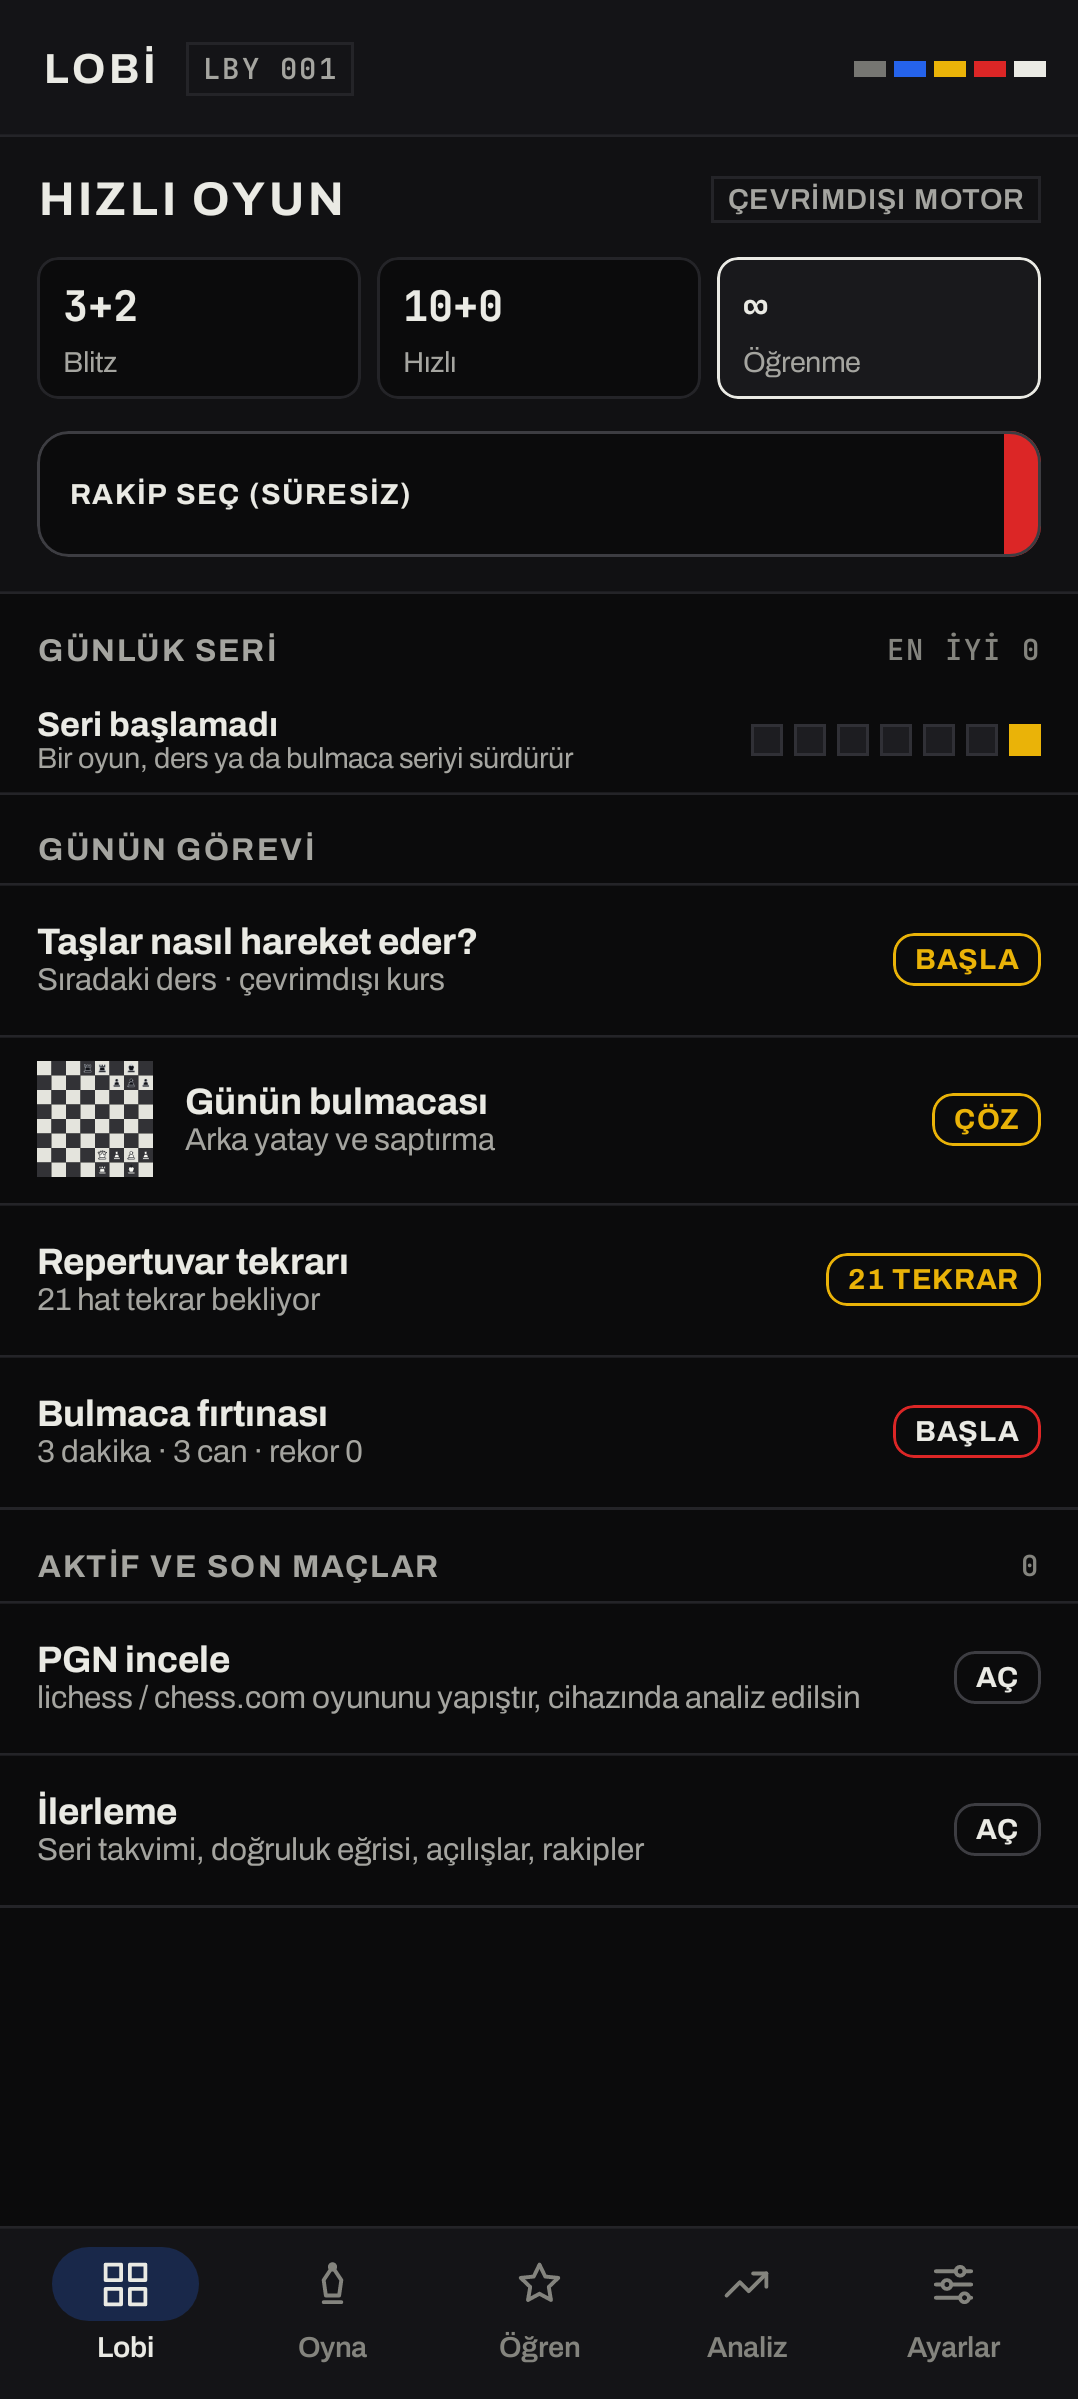 LOBİ
LBY 001
HIZLI OYUN
ÇEVRİMDIŞI MOTOR
3+2
Blitz
10+0
Hızlı
∞
Öğrenme
RAKİP SEÇ (SÜRESİZ)
GÜNLÜK SERİ
EN İYİ 0
Seri başlamadı
Bir oyun, ders ya da bulmaca seriyi sürdürür
GÜNÜN GÖREVİ
Taşlar nasıl hareket eder?
Sıradaki ders · çevrimdışı kurs
BAŞLA
Günün bulmacası
Arka yatay ve saptırma
ÇÖZ
Repertuvar tekrarı
21 hat tekrar bekliyor
21 TEKRAR
Bulmaca fırtınası
3 dakika · 3 can · rekor 0
BAŞLA
AKTİF VE SON MAÇLAR
0
PGN incele
lichess / chess.com oyununu yapıştır, cihazında analiz edilsin
AÇ
İlerleme
Seri takvimi, doğruluk eğrisi, açılışlar, rakipler
AÇ
Lobi
Oyna
Öğren
Analiz
Ayarlar